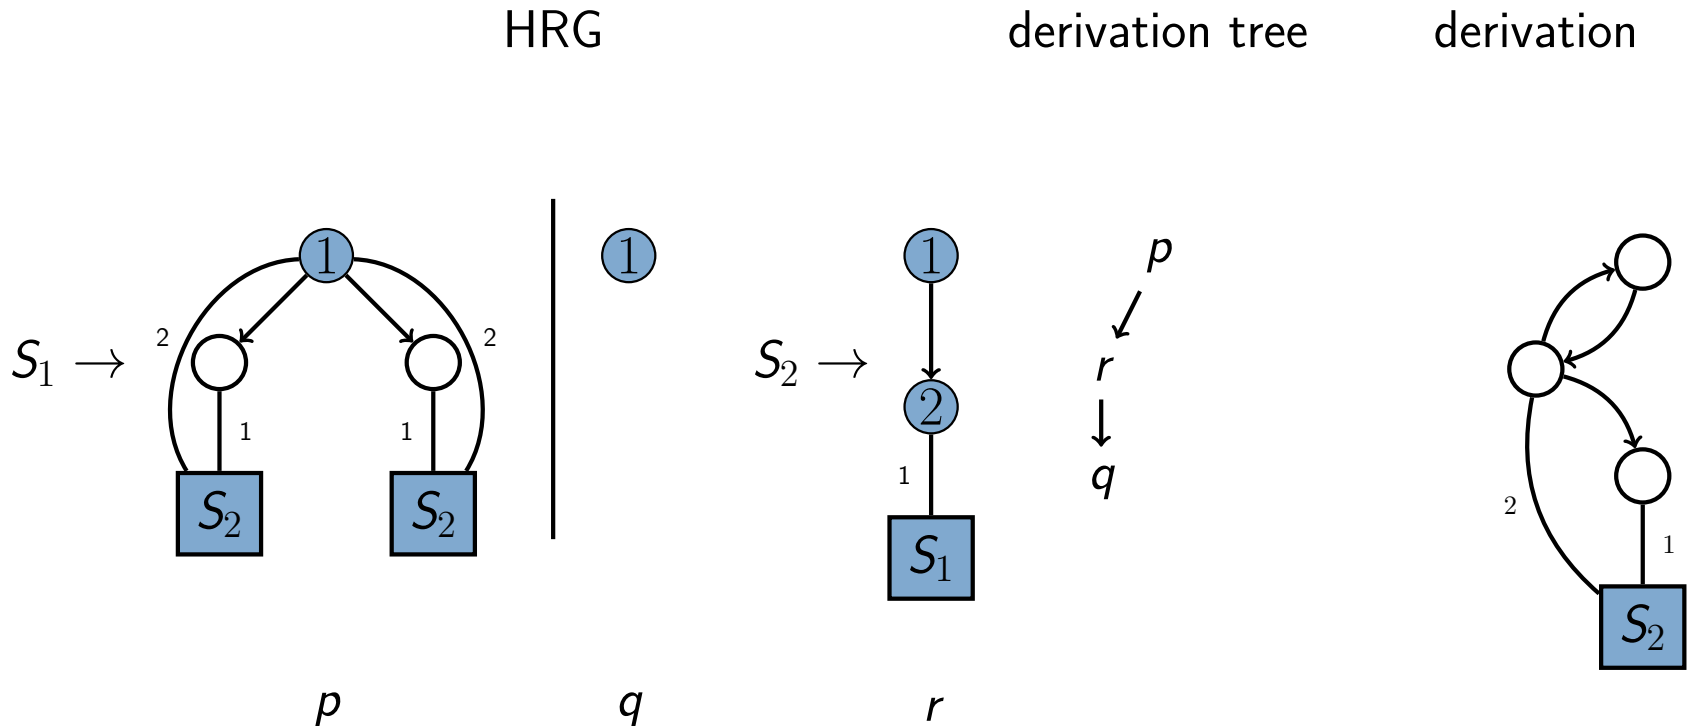 HRG derivation tree derivation
1 1 1 p
2 2
S₁ → S₂ → r
2
1 1
1 q
2
S₂ S₂ 1
S₁
S₂
p q r